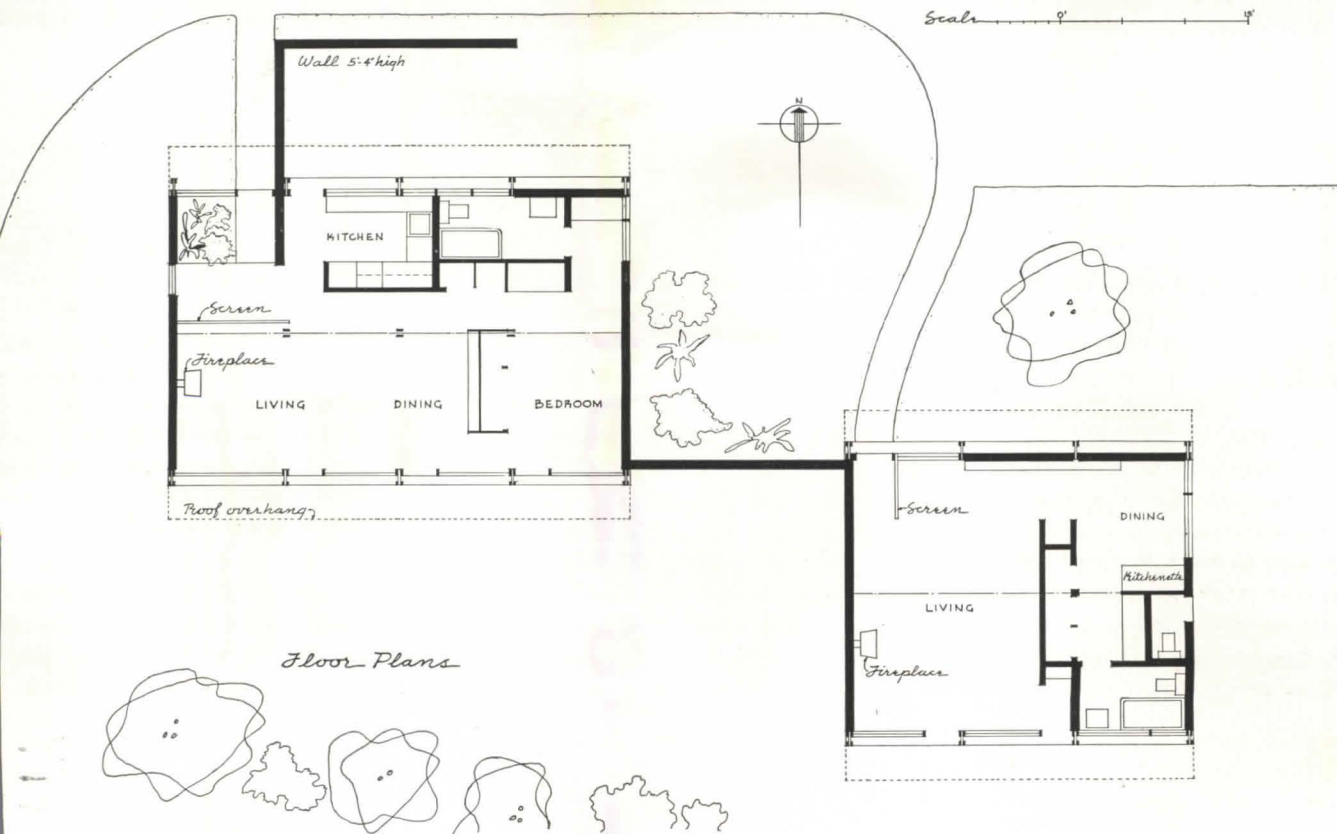 Scale 0' 15'
Wall 5'-4" high
N
KITCHEN
Screen
Fireplace
LIVING
DINING
BEDROOM
Roof overhang
Screen
DINING
Kitchenette
LIVING
Fireplace
Floor Plans